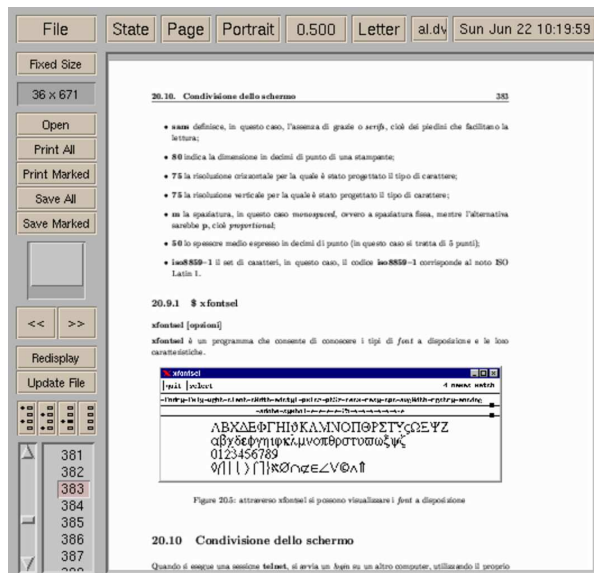 File
State Page Portrait 0.500 Letter al.dv Sun Jun 22 10:19:59
Fixed Size
36 x 671
Open
Print All
Print Marked
Save All
Save Marked
<< >>
Redisplay
Update File
381
382
383
384
385
386
387
20.10. Condivisione dello schermo 383
• sans definisce, in questo caso, l'assenza di grazie o serifs, cioè dei piedini che facilitano la
lettura;
• 80 indica la dimensione in decimi di punto di una stampante;
• 75 la risoluzione orizzontale per la quale è stato progettato il tipo di carattere;
• 75 la risoluzione verticale per la quale è stato progettato il tipo di carattere;
• m la spaziatura, in questo caso monospaced, ovvero a spaziatura fissa, mentre l'alternativa
sarebbe p, cioè proportional;
• 50 lo spessore medio espresso in decimi di punto (in questo caso si tratta di 5 punti);
• iso8859-1 il set di caratteri, in questo caso, il codice iso8859-1 corrisponde al noto ISO
Latin 1.
20.9.1 $ xfontsel
xfontsel [opzioni]
xfontsel è un programma che consente di conoscere i tipi di font a disposizione e le loro
caratteristiche.
xfontsel
quit select 4 names match
ΑΒΧΔΕΦΓΗΙϑΚΛΜΝΟΠΘΡΣΤΥςΩΞΨΖ
αβχδεφγηιφκλμνοπθρστυϖωξψζ
0123456789
Figure 20.5: attraverso xfontsel si possono visualizzare i font a disposizione
20.10 Condivisione dello schermo
Quando si esegue una sessione telnet, si avvia un login su un altro computer, utilizzando il proprio